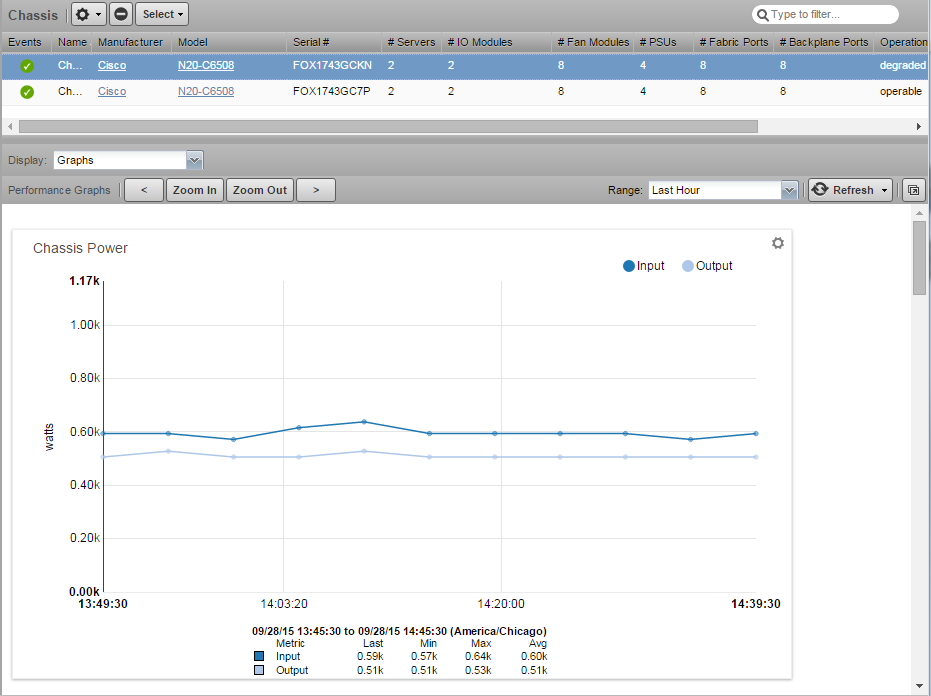 Chassis Select Type to filter...
Events Name Manufacturer Model Serial # # Servers # IO Modules # Fan Modules # PSUs # Fabric Ports # Backplane Ports Operation
Ch... Cisco N20-C6508 FOX1743GCKN 2 2 8 4 8 8 degraded
Ch... Cisco N20-C6508 FOX1743GC7P 2 2 8 4 8 8 operable
Display: Graphs
Performance Graphs < Zoom In Zoom Out > Range: Last Hour Refresh
Chassis Power
Input Output
1.17k
1.00k
0.80k
0.60k
watts
0.40k
0.20k
0.00k
13:49:30 14:03:20 14:20:00 14:39:30
09/28/15 13:45:30 to 09/28/15 14:45:30 (America/Chicago)
Metric Last Min Max Avg
Input 0.59k 0.57k 0.64k 0.60k
Output 0.51k 0.51k 0.53k 0.51k